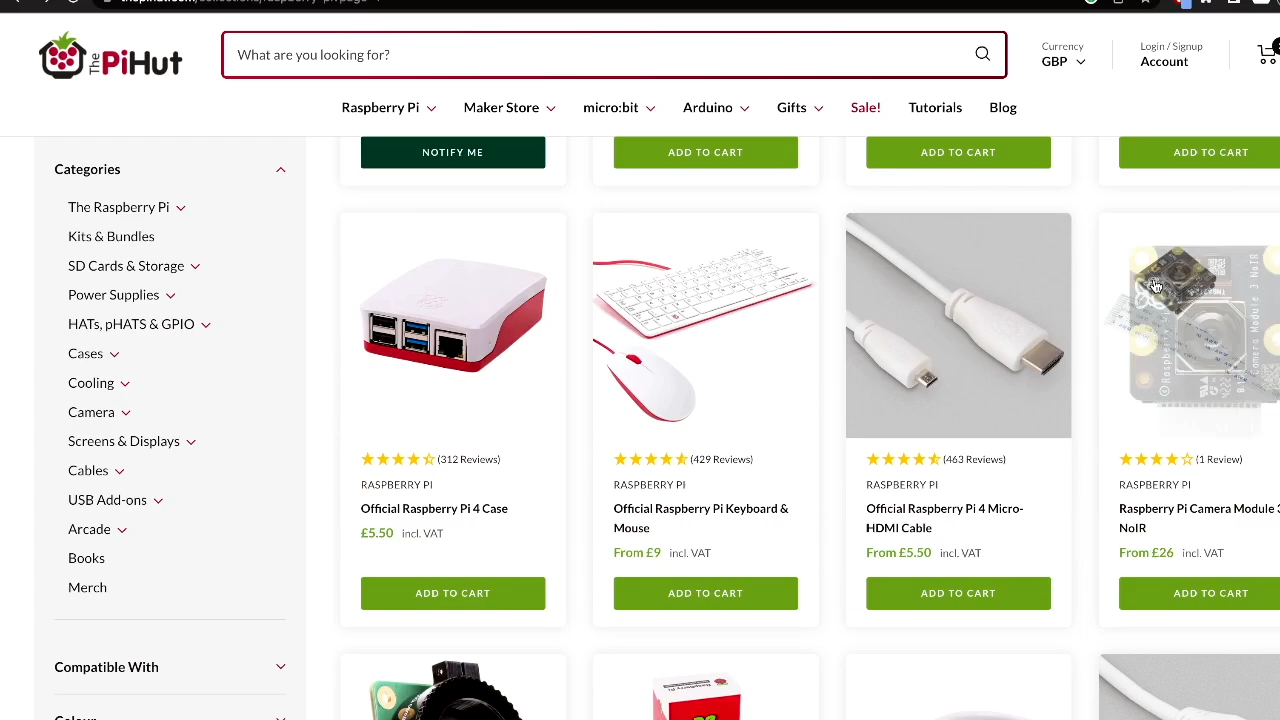 The PiHut
What are you looking for?
Currency
GBP
Login / Signup
Account
Raspberry Pi
Maker Store
micro:bit
Arduino
Gifts
Sale!
Tutorials
Blog
Categories
The Raspberry Pi
Kits & Bundles
SD Cards & Storage
Power Supplies
HATs, pHATS & GPIO
Cases
Cooling
Camera
Screens & Displays
Cables
USB Add-ons
Arcade
Books
Merch
Compatible With
NOTIFY ME
ADD TO CART
ADD TO CART
ADD TO CART
(312 Reviews)
RASPBERRY PI
Official Raspberry Pi 4 Case
£5.50 incl. VAT
ADD TO CART
(429 Reviews)
RASPBERRY PI
Official Raspberry Pi Keyboard &
Mouse
From £9 incl. VAT
ADD TO CART
(463 Reviews)
RASPBERRY PI
Official Raspberry Pi 4 Micro-
HDMI Cable
From £5.50 incl. VAT
ADD TO CART
(1 Review)
RASPBERRY PI
Raspberry Pi Camera Module
NoIR
From £26 incl. VAT
ADD TO CART